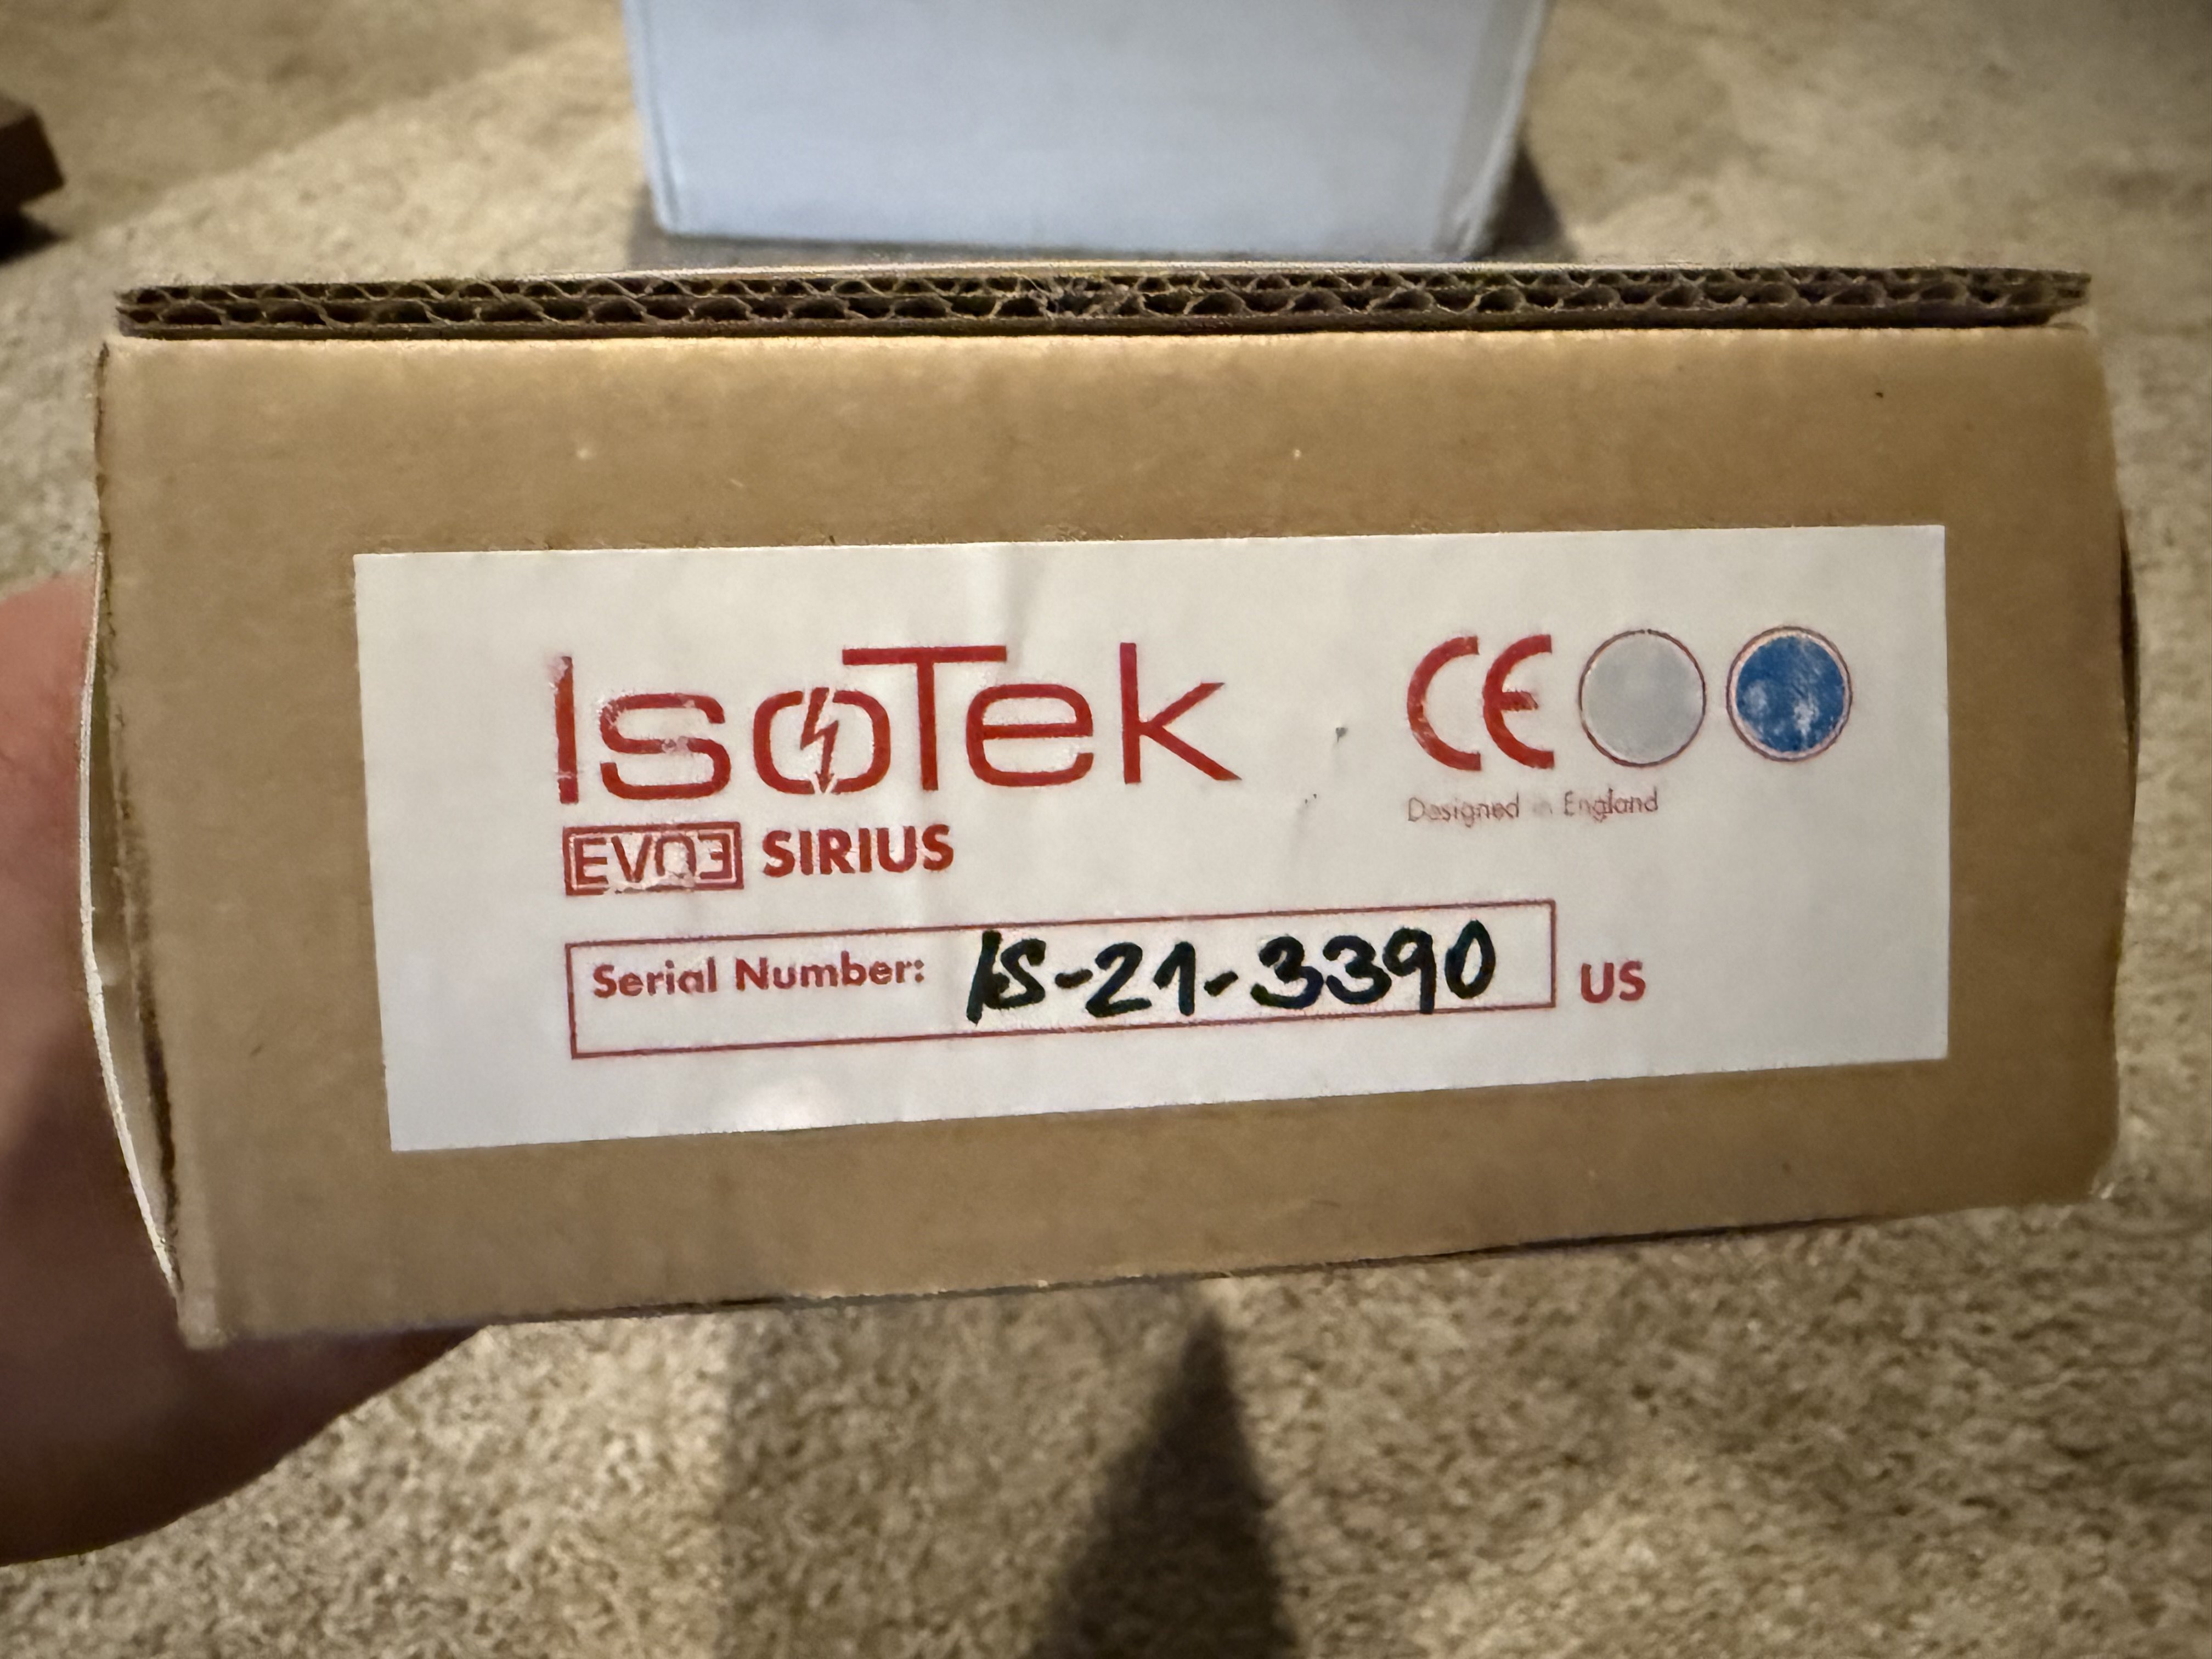 IsoTek
CE
Designed in England
EVO3 SIRIUS
Serial Number: IS-21-3390 US